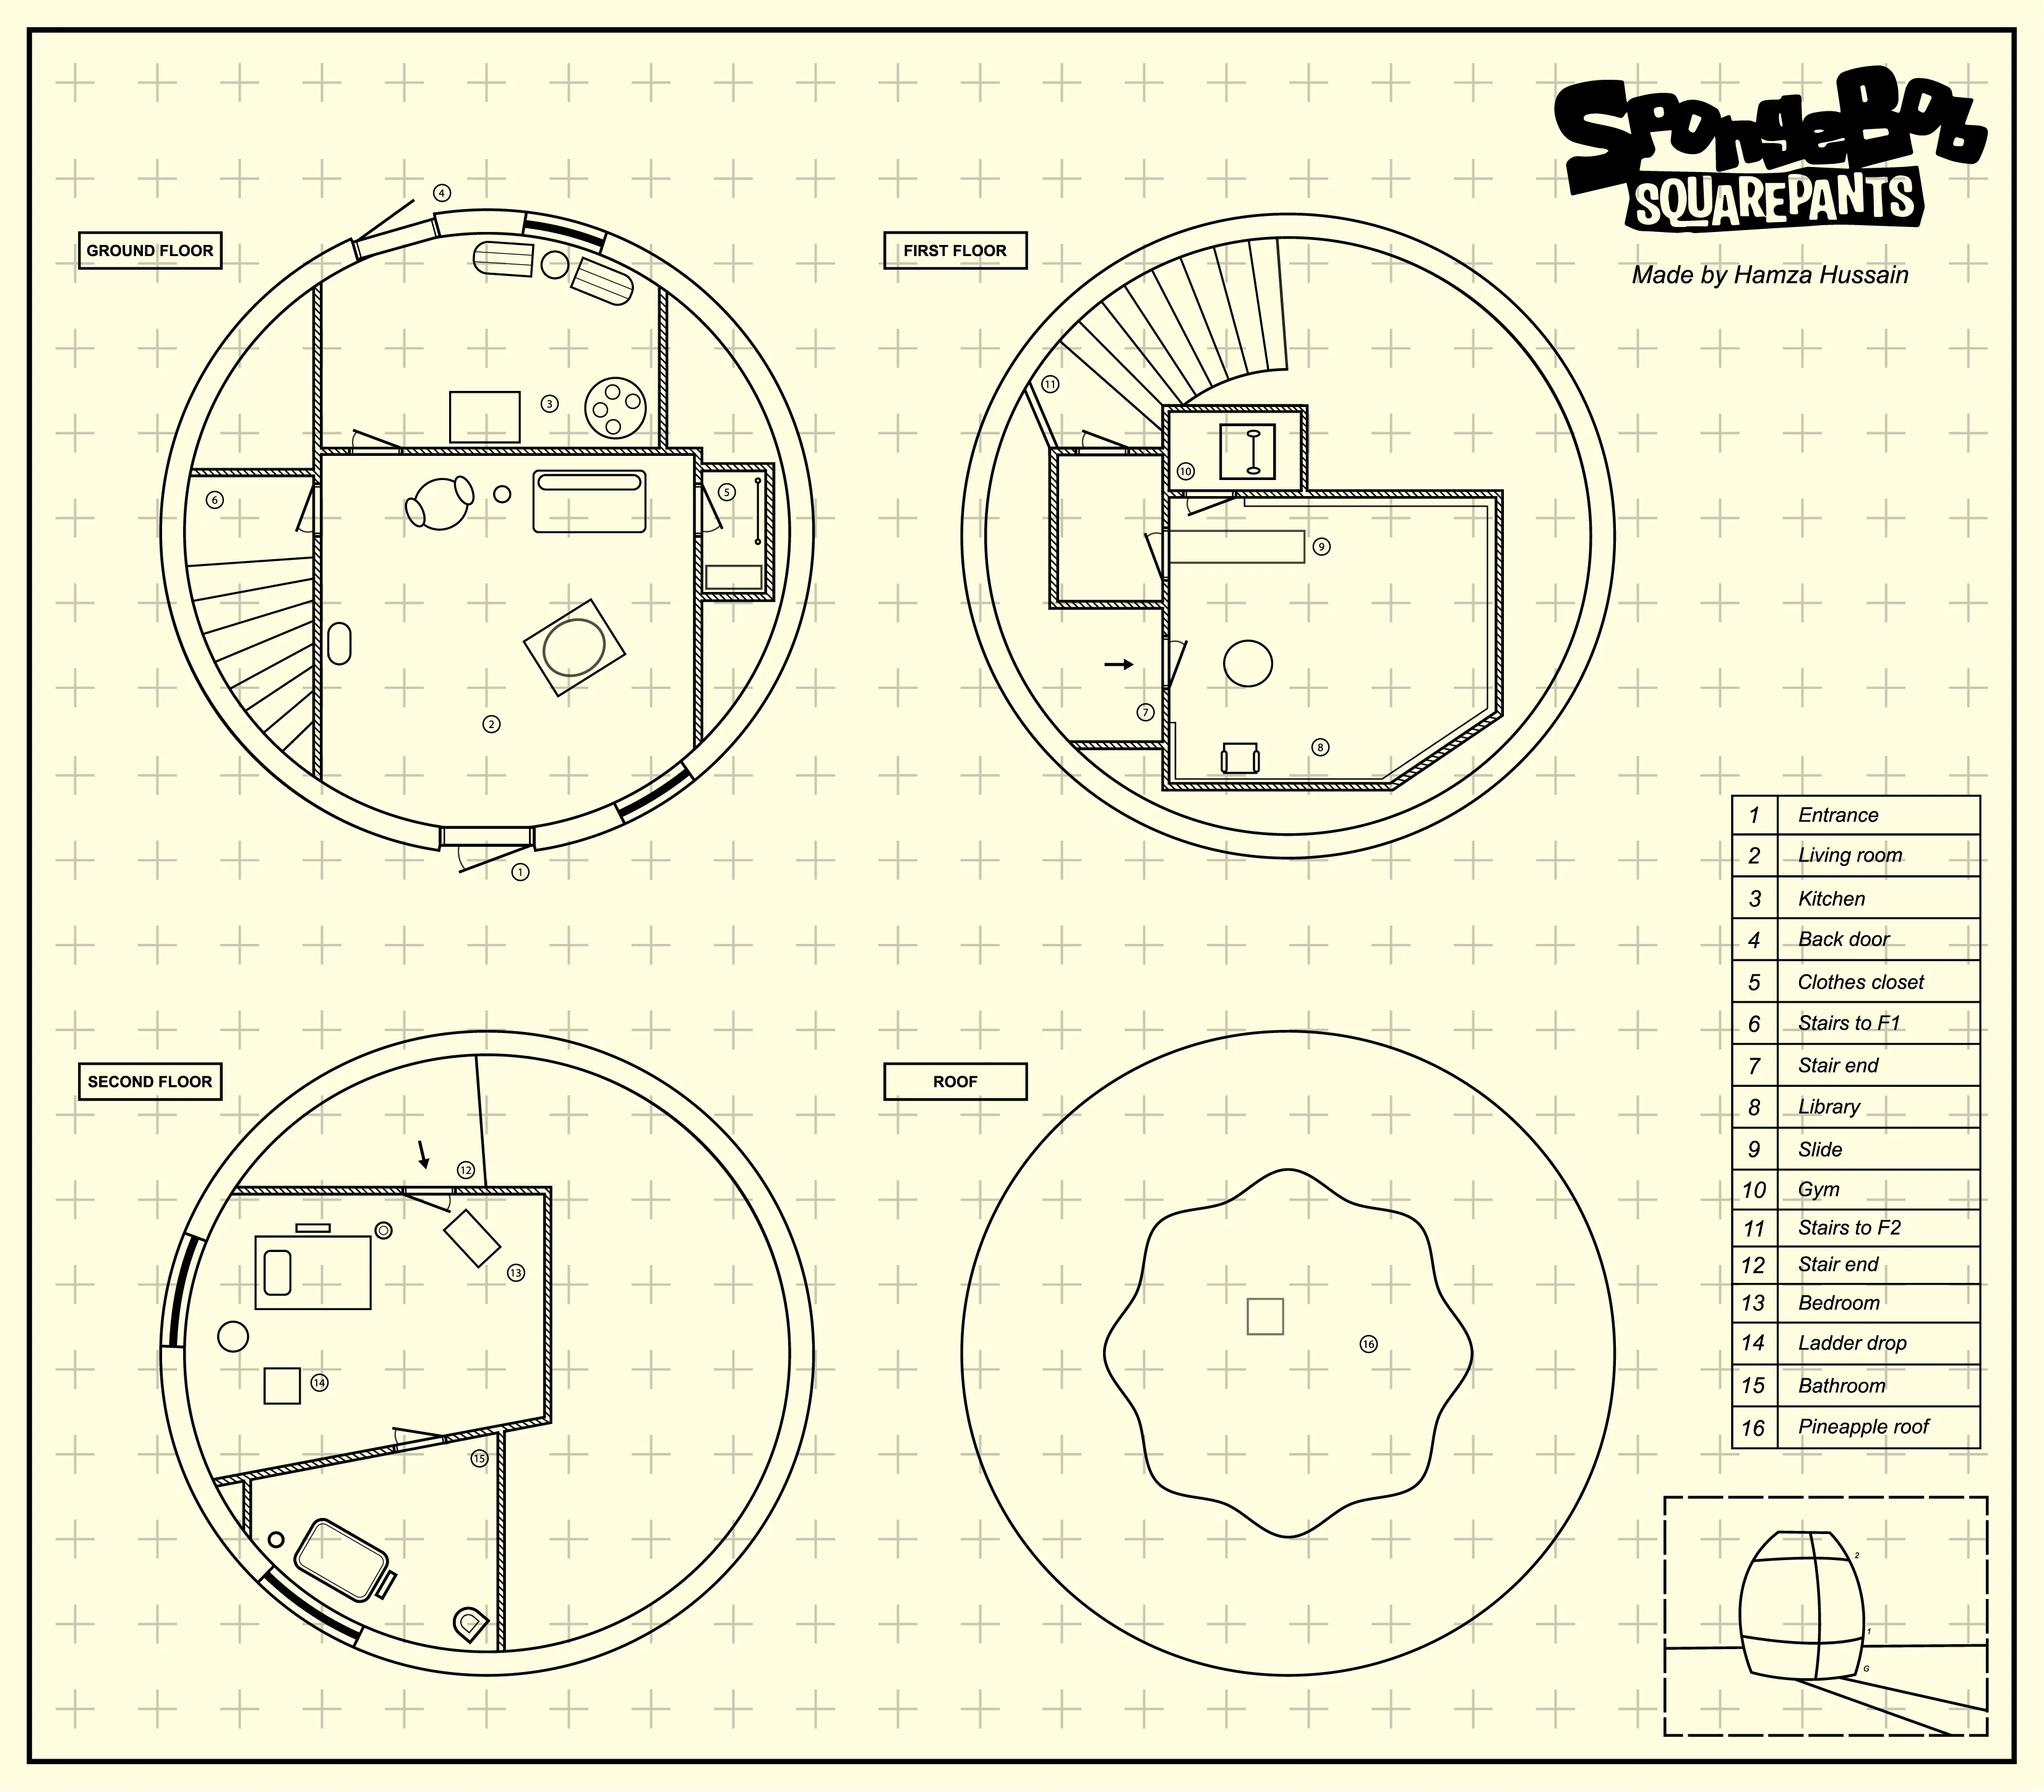 SpongeBob
SQUAREPANTS
Made by Hamza Hussain
GROUND FLOOR
4
3
6
5
2
1
FIRST FLOOR
11
10
9
7
8
SECOND FLOOR
12
13
14
15
ROOF
16
1 Entrance
2 Living room
3 Kitchen
4 Back door
5 Clothes closet
6 Stairs to F1
7 Stair end
8 Library
9 Slide
10 Gym
11 Stairs to F2
12 Stair end
13 Bedroom
14 Ladder drop
15 Bathroom
16 Pineapple roof
2
1
G